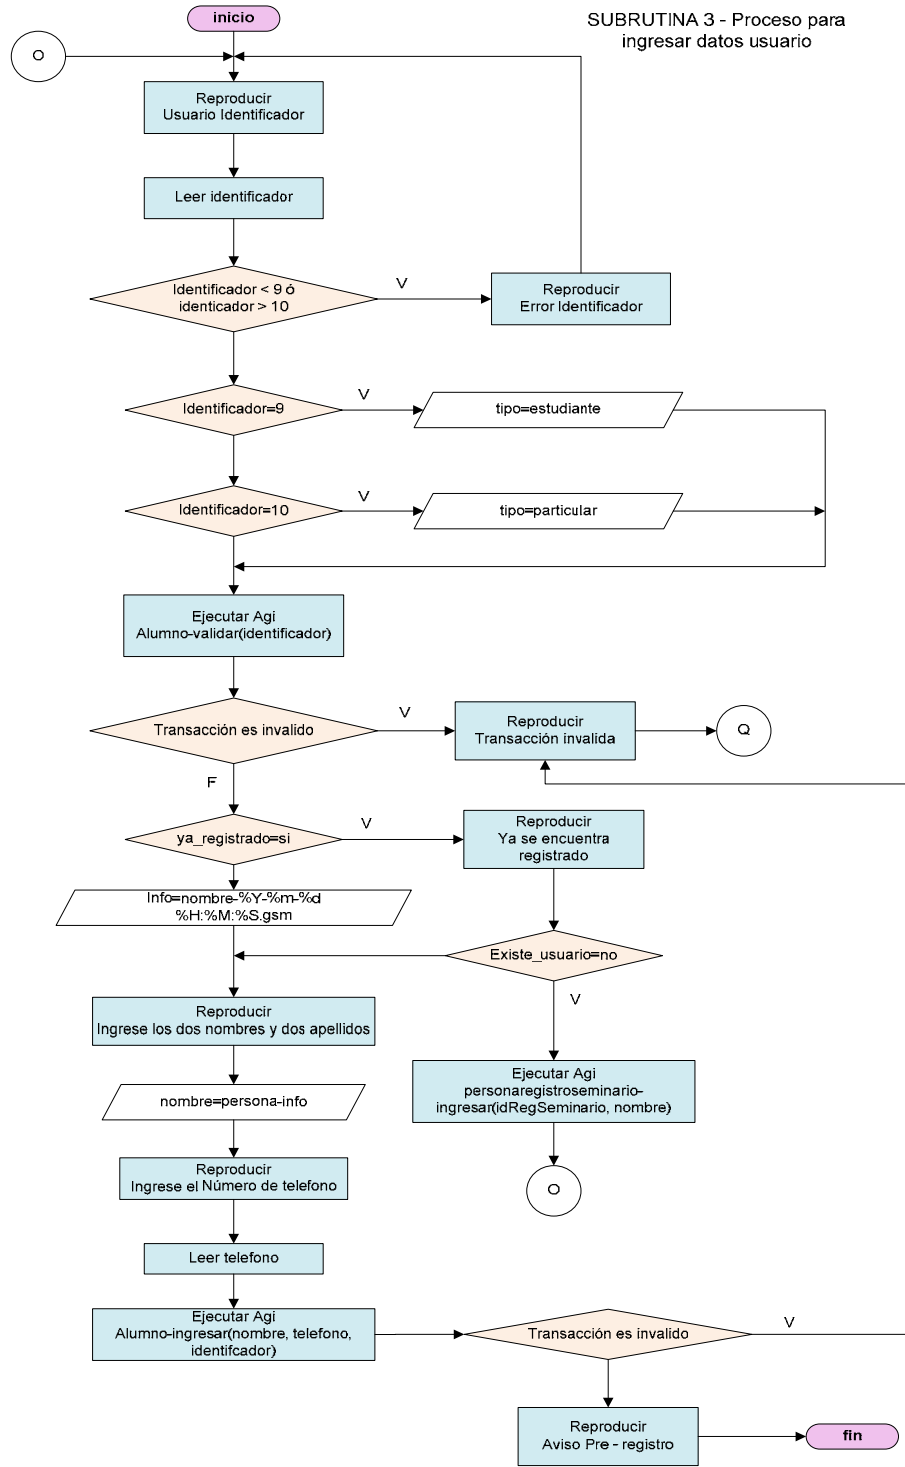 inicio
SUBRUTINA 3 - Proceso para
ingresar datos usuario
O
Reproducir
Usuario Identificador
Leer identificador
Identificador < 9 ó
identicador > 10
V
Reproducir
Error Identificador
Identificador=9
V
tipo=estudiante
Identificador=10
V
tipo=particular
Ejecutar Agi
Alumno-validar(identificador)
Transacción es invalido
V
Reproducir
Transacción invalida
Q
F
ya_registrado=si
V
Reproducir
Ya se encuentra
registrado
Info=nombre-%Y-%m-%d
%H:%M:%S.gsm
Existe_usuario=no
V
Reproducir
Ingrese los dos nombres y dos apellidos
Ejecutar Agi
personaregistroseminario-
ingresar(idRegSeminario, nombre)
nombre=persona-info
O
Reproducir
Ingrese el Número de telefono
Leer telefono
Ejecutar Agi
Alumno-ingresar(nombre, telefono,
identifcador)
Transacción es invalido
V
Reproducir
Aviso Pre - registro
fin